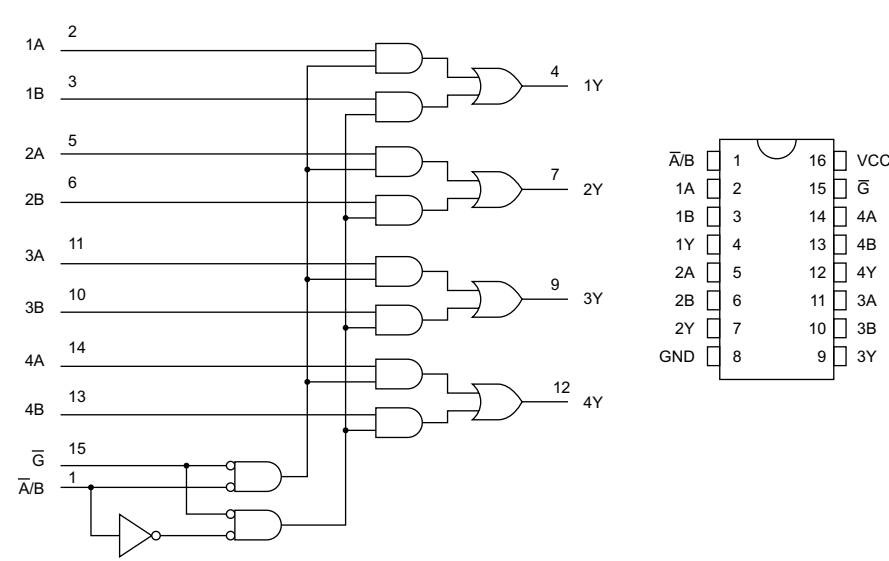 1A 2
1B 3
2A 5
2B 6
3A 11
3B 10
4A 14
4B 13
G̅ 15
A̅/B 1
4 1Y
7 2Y
9 3Y
12 4Y
A̅/B 1 16 VCC
1A 2 15 G̅
1B 3 14 4A
1Y 4 13 4B
2A 5 12 4Y
2B 6 11 3A
2Y 7 10 3B
GND 8 9 3Y